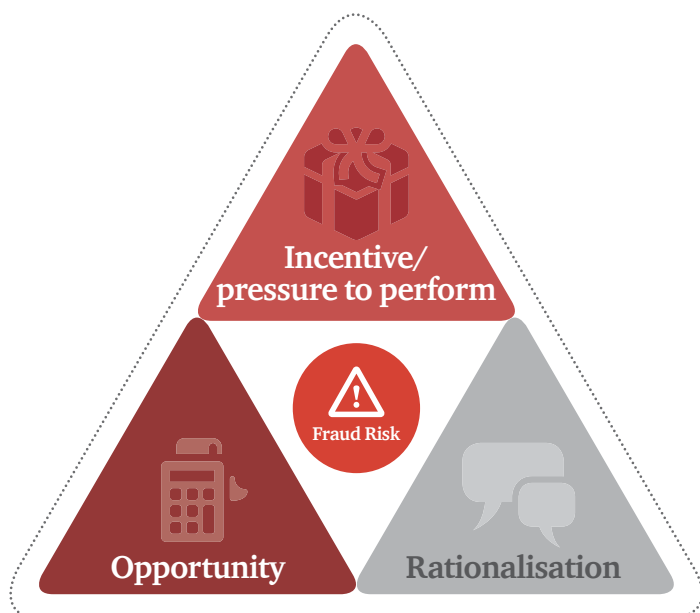 Incentive/
pressure to perform
Fraud Risk
Opportunity
Rationalisation